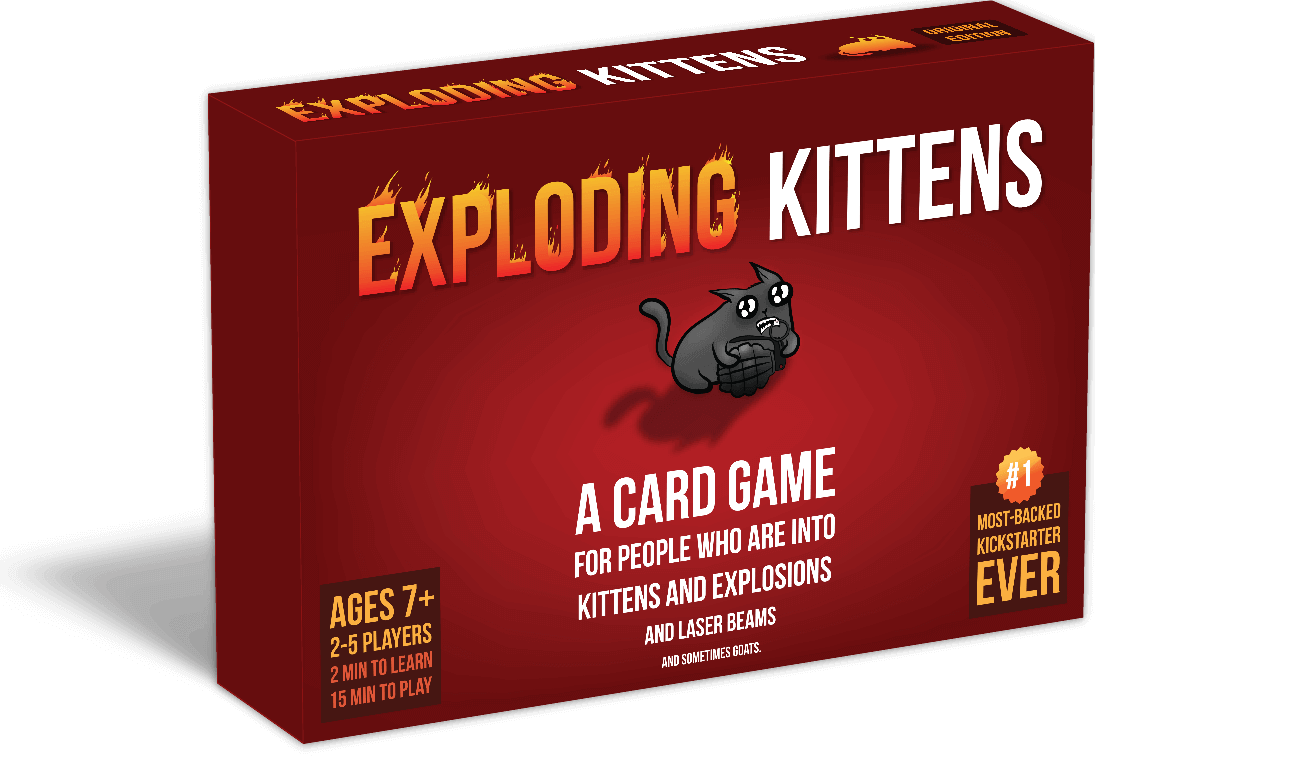 EXPLODING KITTENS
ORIGINAL
EDITION
EXPLODING KITTENS
A CARD GAME
FOR PEOPLE WHO ARE INTO
KITTENS AND EXPLOSIONS
AND LASER BEAMS
AND SOMETIMES GOATS.
AGES 7+
2-5 PLAYERS
2 MIN TO LEARN
15 MIN TO PLAY
#1
MOST-BACKED
KICKSTARTER
EVER